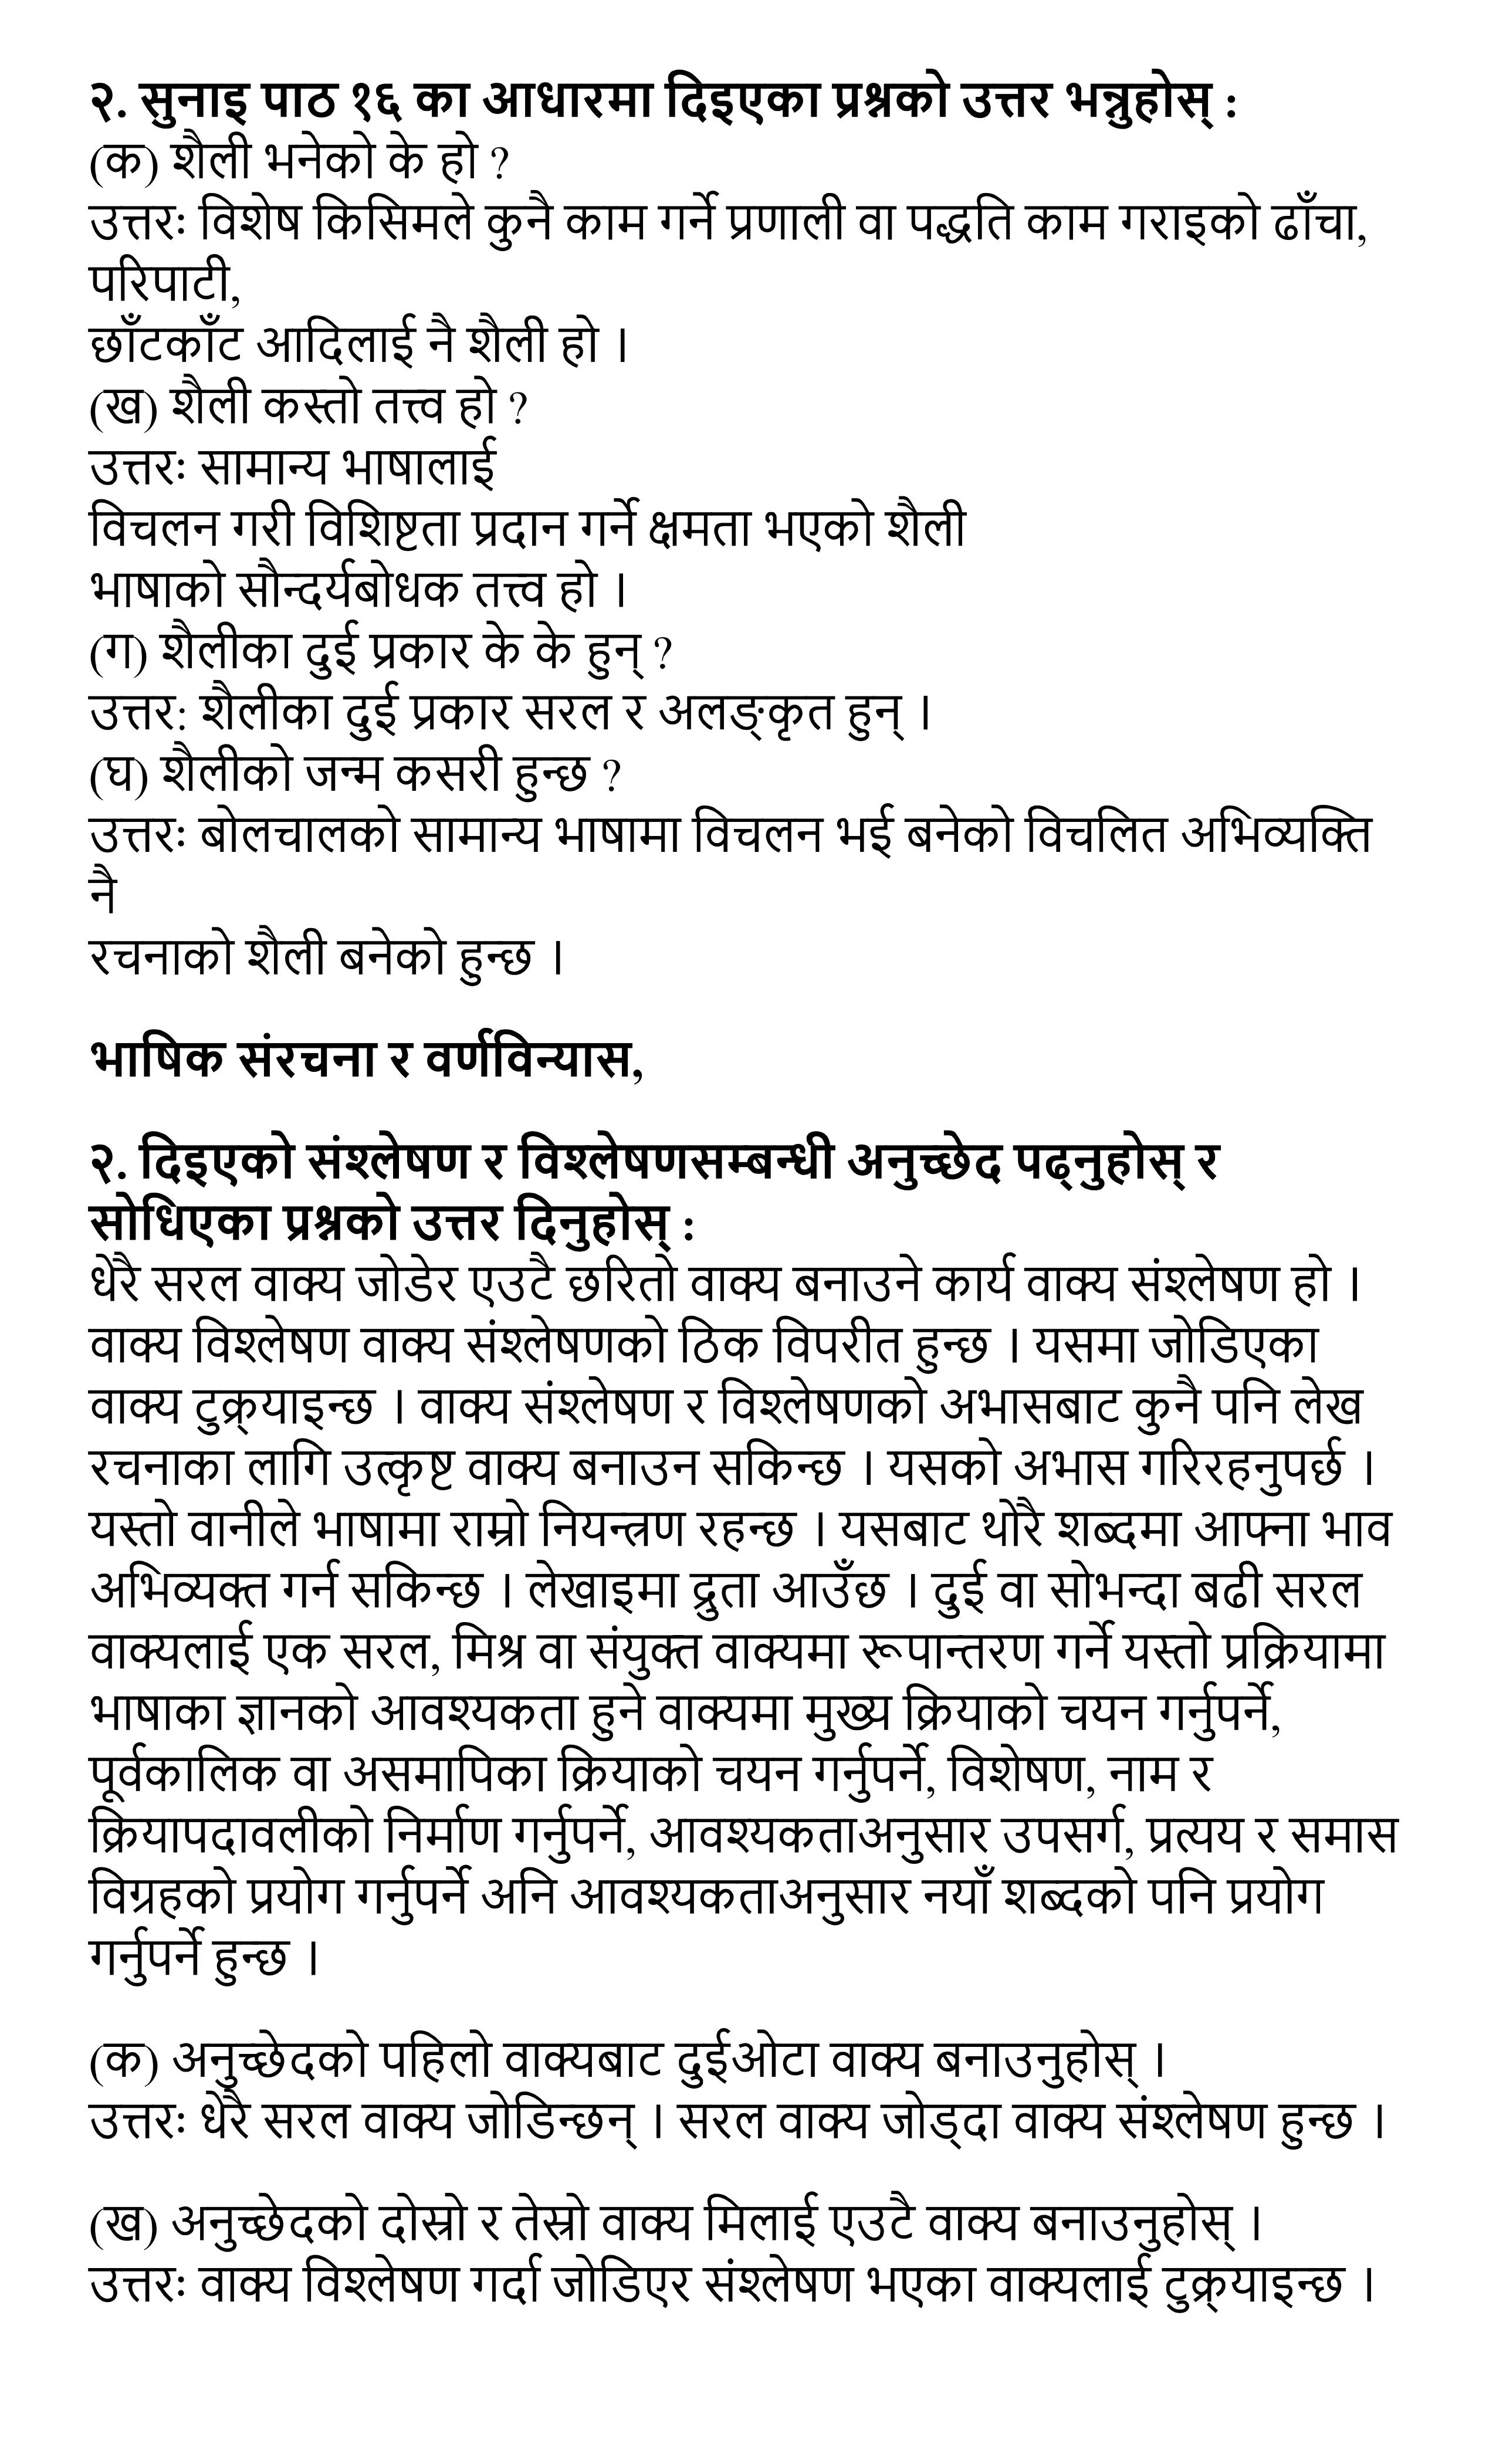 २. सुनाइ पाठ १६ का आधारमा दिइएका प्रश्नको उत्तर भन्नुहोस् :
(क) शैली भनेको के हो ?
उत्तरः विशेष किसिमले कुनै काम गर्ने प्रणाली वा पद्धति काम गराइको ढाँचा,
परिपाटी,
छाँटकाँट आदिलाई नै शैली हो ।
(ख) शैली कस्तो तत्त्व हो ?
उत्तरः सामान्य भाषालाई
विचलन गरी विशिष्टता प्रदान गर्ने क्षमता भएको शैली
भाषाको सौन्दर्यबोधक तत्त्व हो ।
(ग) शैलीका दुई प्रकार के के हुन् ?
उत्तर: शैलीका दुई प्रकार सरल र अलङ्कृत हुन् ।
(घ) शैलीको जन्म कसरी हुन्छ ?
उत्तरः बोलचालको सामान्य भाषामा विचलन भई बनेको विचलित अभिव्यक्ति
नै
रचनाको शैली बनेको हुन्छ ।
भाषिक संरचना र वर्णविन्यास,
२. दिइएको संश्लेषण र विश्लेषणसम्बन्धी अनुच्छेद पढ्नुहोस् र
सोधिएका प्रश्नको उत्तर दिनुहोस् :
धेरै सरल वाक्य जोडेर एउटै छरितो वाक्य बनाउने कार्य वाक्य संश्लेषण हो ।
वाक्य विश्लेषण वाक्य संश्लेषणको ठिक विपरीत हुन्छ । यसमा जोडिएका
वाक्य टुक्र्याइन्छ । वाक्य संश्लेषण र विश्लेषणको अभासबाट कुनै पनि लेख
रचनाका लागि उत्कृष्ट वाक्य बनाउन सकिन्छ । यसको अभास गरिरहनुपर्छ ।
यस्तो वानीले भाषामा राम्रो नियन्त्रण रहन्छ । यसबाट थोरै शब्दमा आफ्ना भाव
अभिव्यक्त गर्न सकिन्छ । लेखाइमा द्रुता आउँछ । दुई वा सोभन्दा बढी सरल
वाक्यलाई एक सरल, मिश्र वा संयुक्त वाक्यमा रूपान्तरण गर्ने यस्तो प्रक्रियामा
भाषाका ज्ञानको आवश्यकता हुने वाक्यमा मुख्य क्रियाको चयन गर्नुपर्ने,
पूर्वकालिक वा असमापिका क्रियाको चयन गर्नुपर्ने, विशेषण, नाम र
क्रियापदावलीको निर्माण गर्नुपर्ने, आवश्यकताअनुसार उपसर्ग, प्रत्यय र समास
विग्रहको प्रयोग गर्नुपर्ने अनि आवश्यकताअनुसार नयाँ शब्दको पनि प्रयोग
गर्नुपर्ने हुन्छ ।
(क) अनुच्छेदको पहिलो वाक्यबाट दुईओटा वाक्य बनाउनुहोस् ।
उत्तरः धेरै सरल वाक्य जोडिन्छन् । सरल वाक्य जोड्दा वाक्य संश्लेषण हुन्छ ।
(ख) अनुच्छेदको दोस्रो र तेस्रो वाक्य मिलाई एउटै वाक्य बनाउनुहोस् ।
उत्तरः वाक्य विश्लेषण गर्दा जोडिएर संश्लेषण भएका वाक्यलाई टुक्र्याइन्छ ।